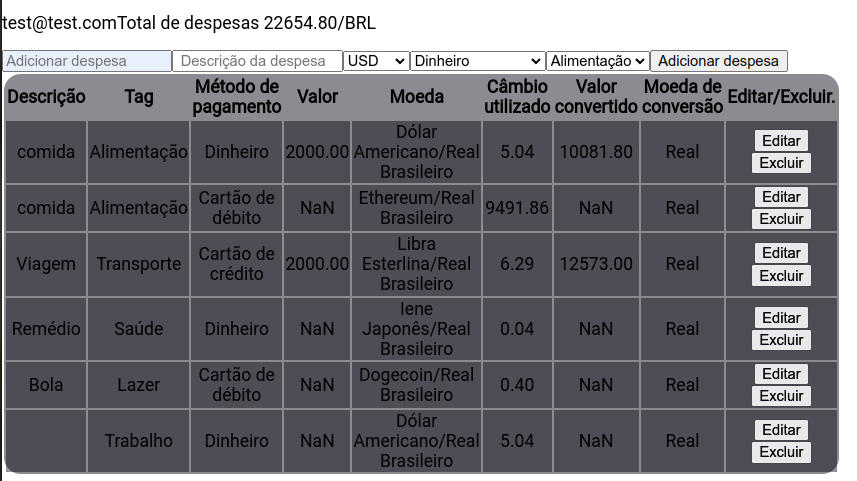 test@test.comTotal de despesas 22654.80/BRL
Adicionar despesa Descrição da despesa USD Dinheiro Alimentação Adicionar despesa
Descrição Tag Método de pagamento Valor Moeda Câmbio utilizado Valor convertido Moeda de conversão Editar/Excluir.
comida Alimentação Dinheiro 2000.00 Dólar Americano/Real Brasileiro 5.04 10081.80 Real Editar Excluir
comida Alimentação Cartão de débito NaN Ethereum/Real Brasileiro 9491.86 NaN Real Editar Excluir
Viagem Transporte Cartão de crédito 2000.00 Libra Esterlina/Real Brasileiro 6.29 12573.00 Real Editar Excluir
Remédio Saúde Dinheiro NaN Iene Japonês/Real Brasileiro 0.04 NaN Real Editar Excluir
Bola Lazer Cartão de débito NaN Dogecoin/Real Brasileiro 0.40 NaN Real Editar Excluir
Trabalho Dinheiro NaN Dólar Americano/Real Brasileiro 5.04 NaN Real Editar Excluir